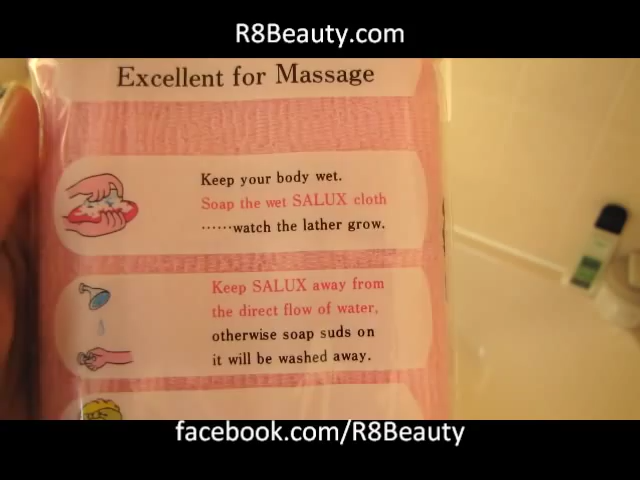 R8Beauty.com
Excellent for Massage
Keep your body wet.
Soap the wet SALUX cloth
······watch the lather grow.
Keep SALUX away from
the direct flow of water,
otherwise soap suds on
it will be washed away.
facebook.com/R8Beauty